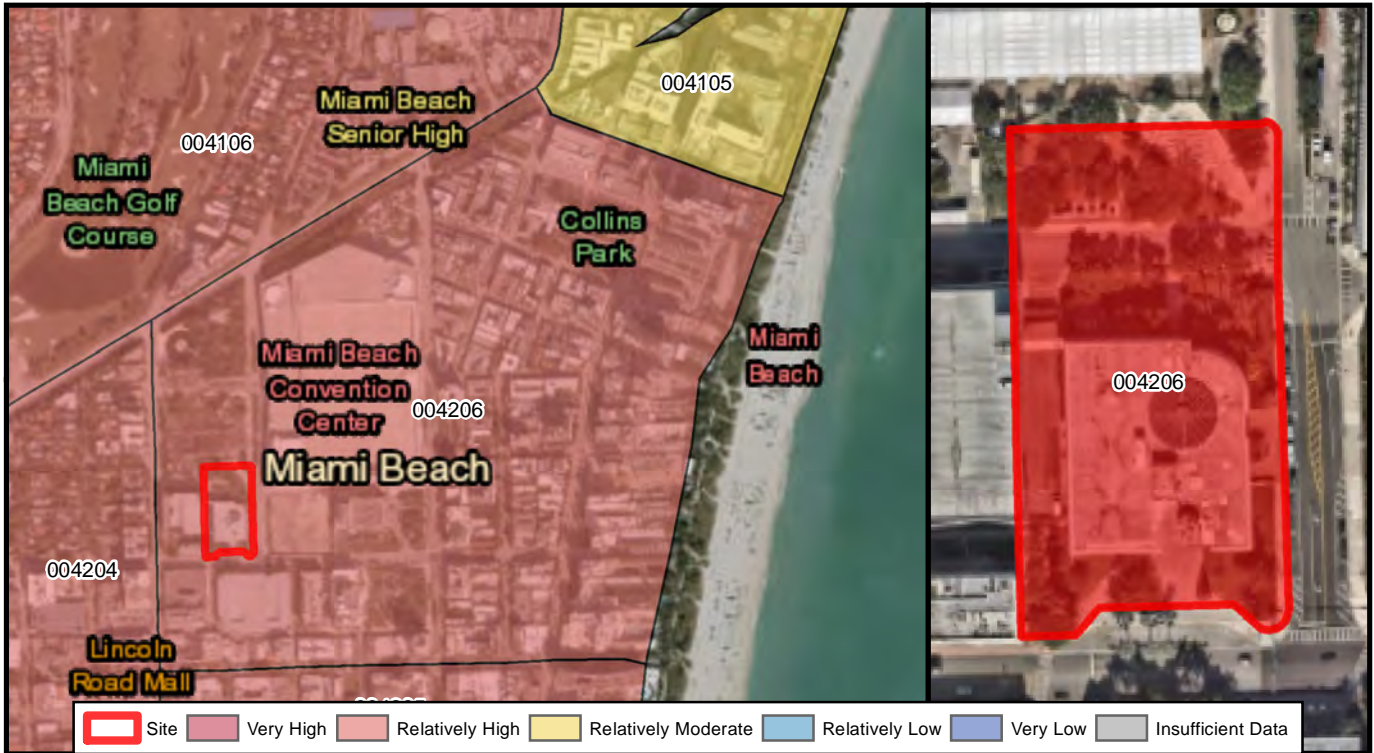 004105
Miami Beach
Senior High
004106
Miami
Beach Golf
Course
Collins
Park
Miami
Beach
Miami Beach
Convention
Center
004206
Miami Beach
004204
Lincoln
Road Mall
004206
Site
Very High
Relatively High
Relatively Moderate
Relatively Low
Very Low
Insufficient Data